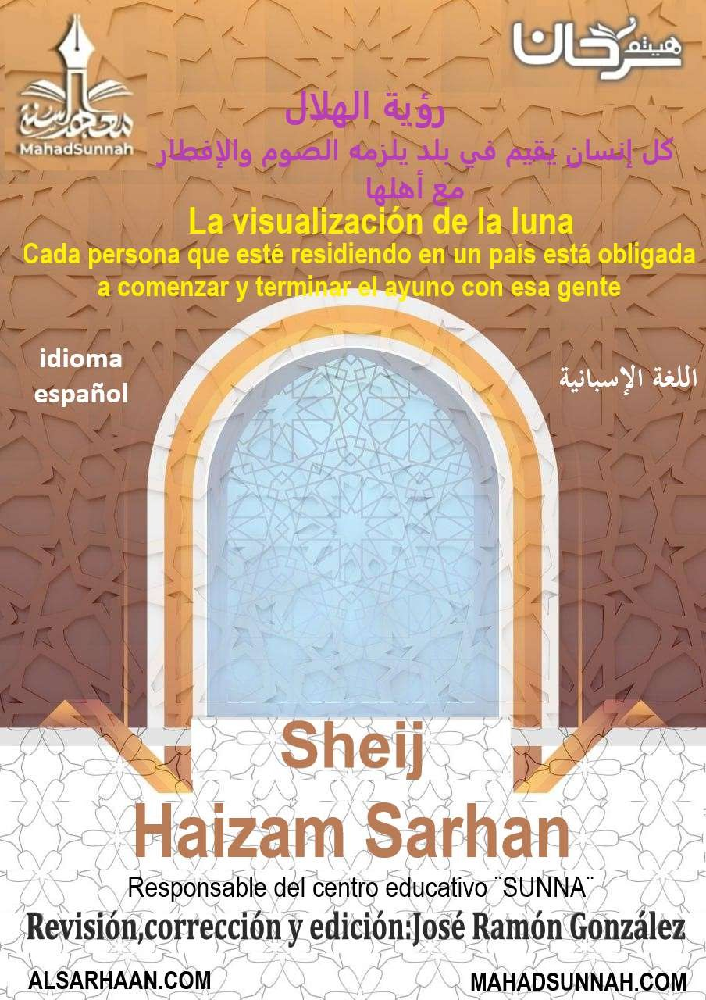 معهد السنة
MahadSunnah
هيثم سرحان
رؤية الهلال
كل إنسان يقيم في بلد يلزمه الصوم والإفطار
مع أهلها
La visualización de la luna
Cada persona que esté residiendo en un país está obligada
a comenzar y terminar el ayuno con esa gente
idioma
español
اللغة الإسبانية
Sheij
Haizam Sarhan
Responsable del centro educativo ¨SUNNA¨
Revisión,corrección y edición:José Ramón González
ALSARHAAN.COM
MAHADSUNNAH.COM